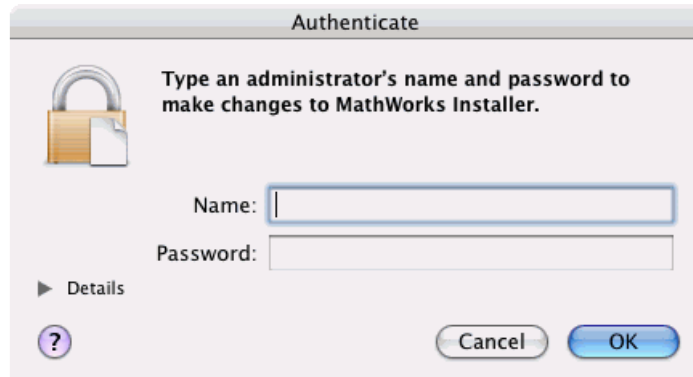 Authenticate
Type an administrator's name and password to
make changes to MathWorks Installer.
Name:
Password:
Details
?
Cancel
OK